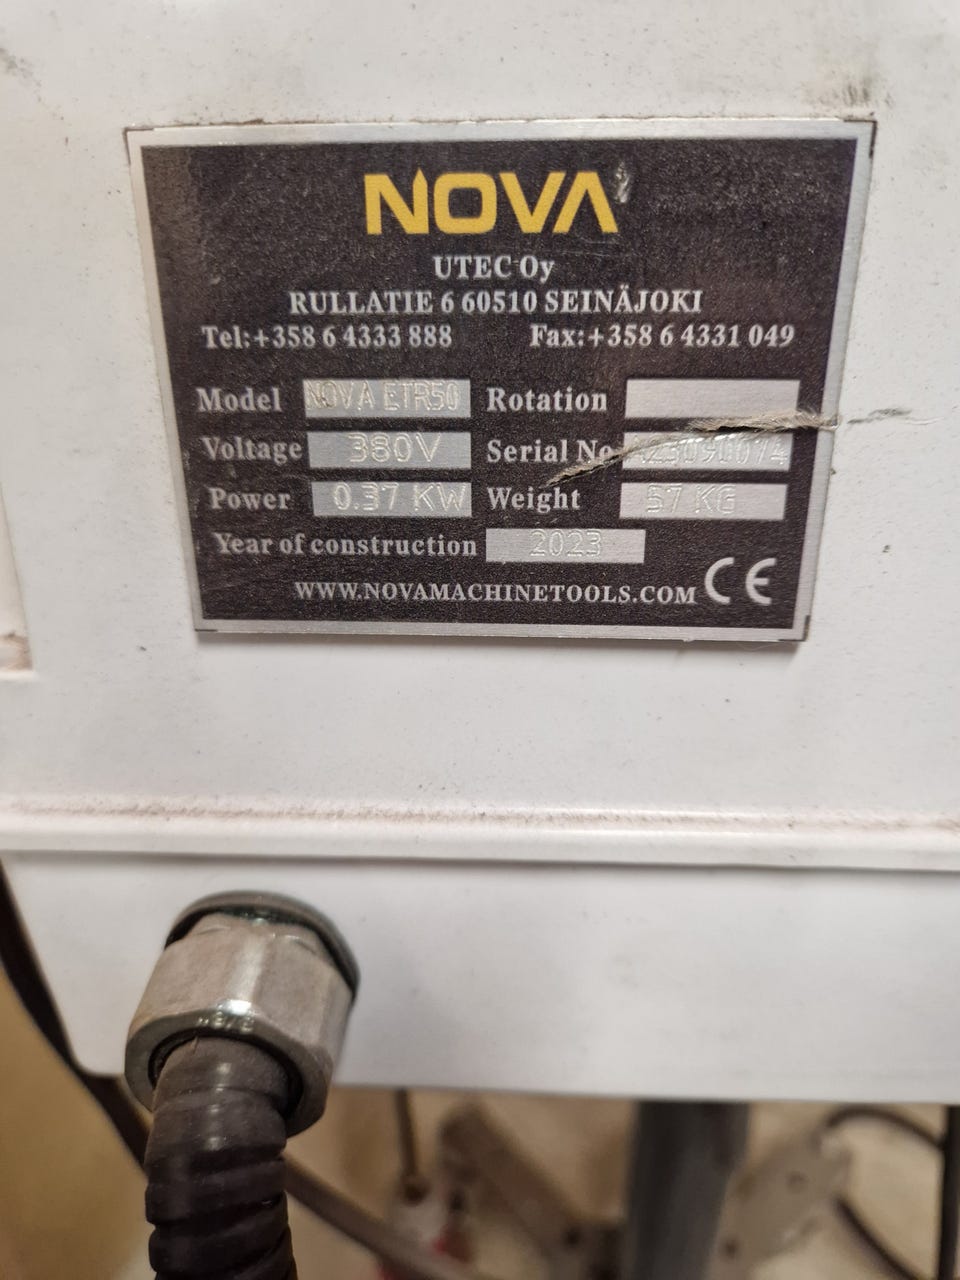 NOVA
UTEC Oy
RULLATIE 6 60510 SEINÄJOKI
Tel:+358 6 4333 888 Fax:+358 6 4331 049
Model NOVA ETR50 Rotation
Voltage 380V Serial No A23090074
Power 0.37 KW Weight 57 KG
Year of construction 2023
WWW.NOVAMACHINETOOLS.COM CE